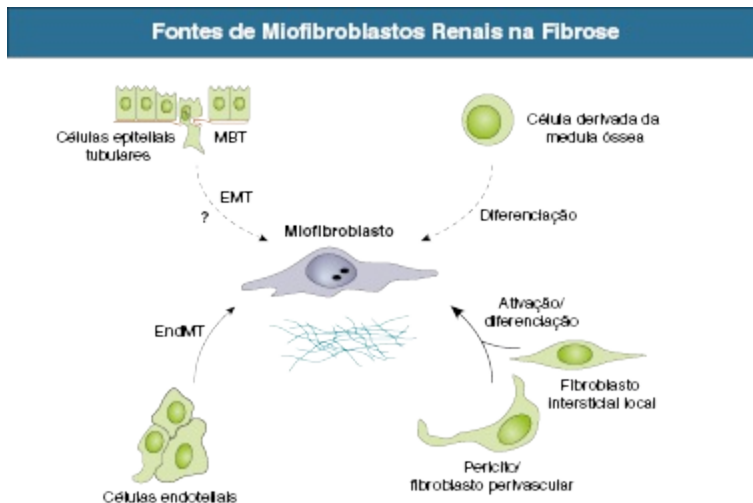 Fontes de Miofibroblastos Renais na Fibrose
Células epiteliais
tubulares
MBT
Célula derivada da
medula óssea
EMT
?
Diferenciação
Miofibroblasto
Ativação/
diferenciação
EndMT
Fibroblasto
intersticial local
Pericito/
fibroblasto perivascular
Células endoteliais